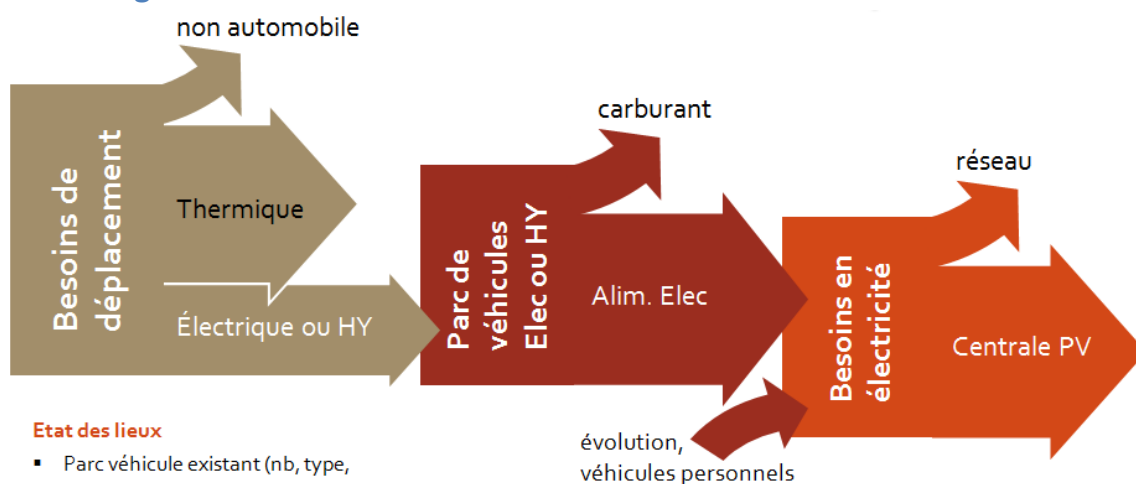 non automobile
Besoins de
déplacement
Thermique
Électrique ou HY
carburant
Parc de
véhicules
Elec ou HY
Alim. Elec
réseau
Besoins en
électricité
Centrale PV
évolution,
véhicules personnels
Etat des lieux
▪ Parc véhicule existant (nb, type,